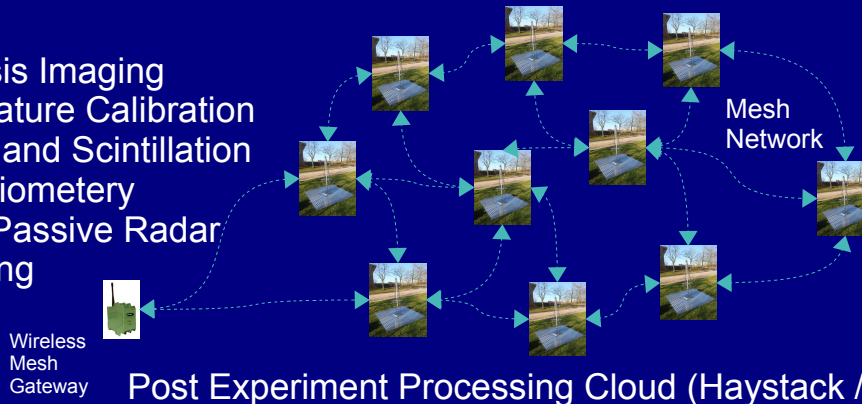 sis Imaging
ature Calibration
and Scintillation
iometery
Passive Radar
ng
Mesh
Network
Wireless
Mesh
Gateway
Post Experiment Processing Cloud (Haystack /